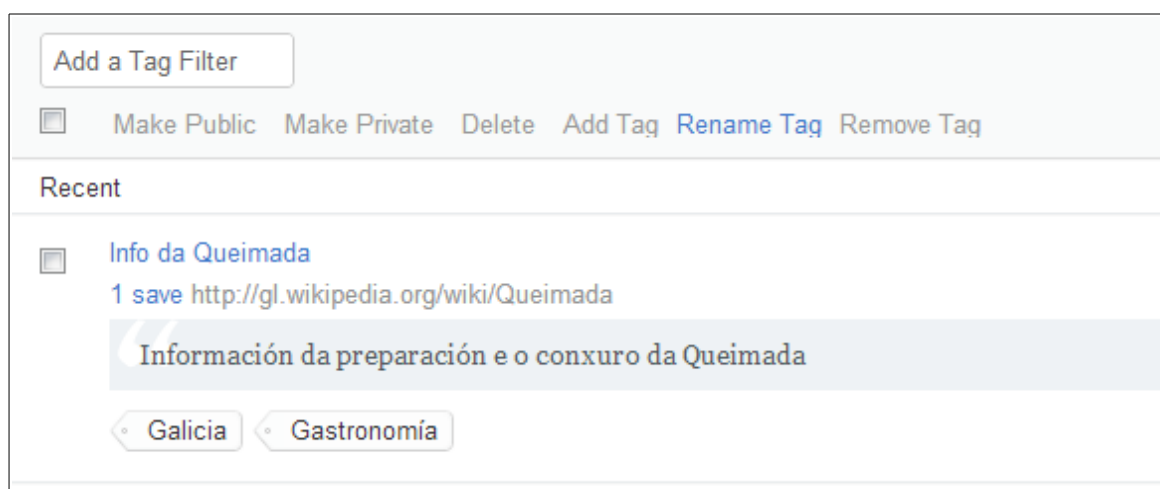 Add a Tag Filter
Make Public Make Private Delete Add Tag Rename Tag Remove Tag
Recent
Info da Queimada
1 save http://gl.wikipedia.org/wiki/Queimada
Información da preparación e o conxuro da Queimada
Galicia Gastronomía